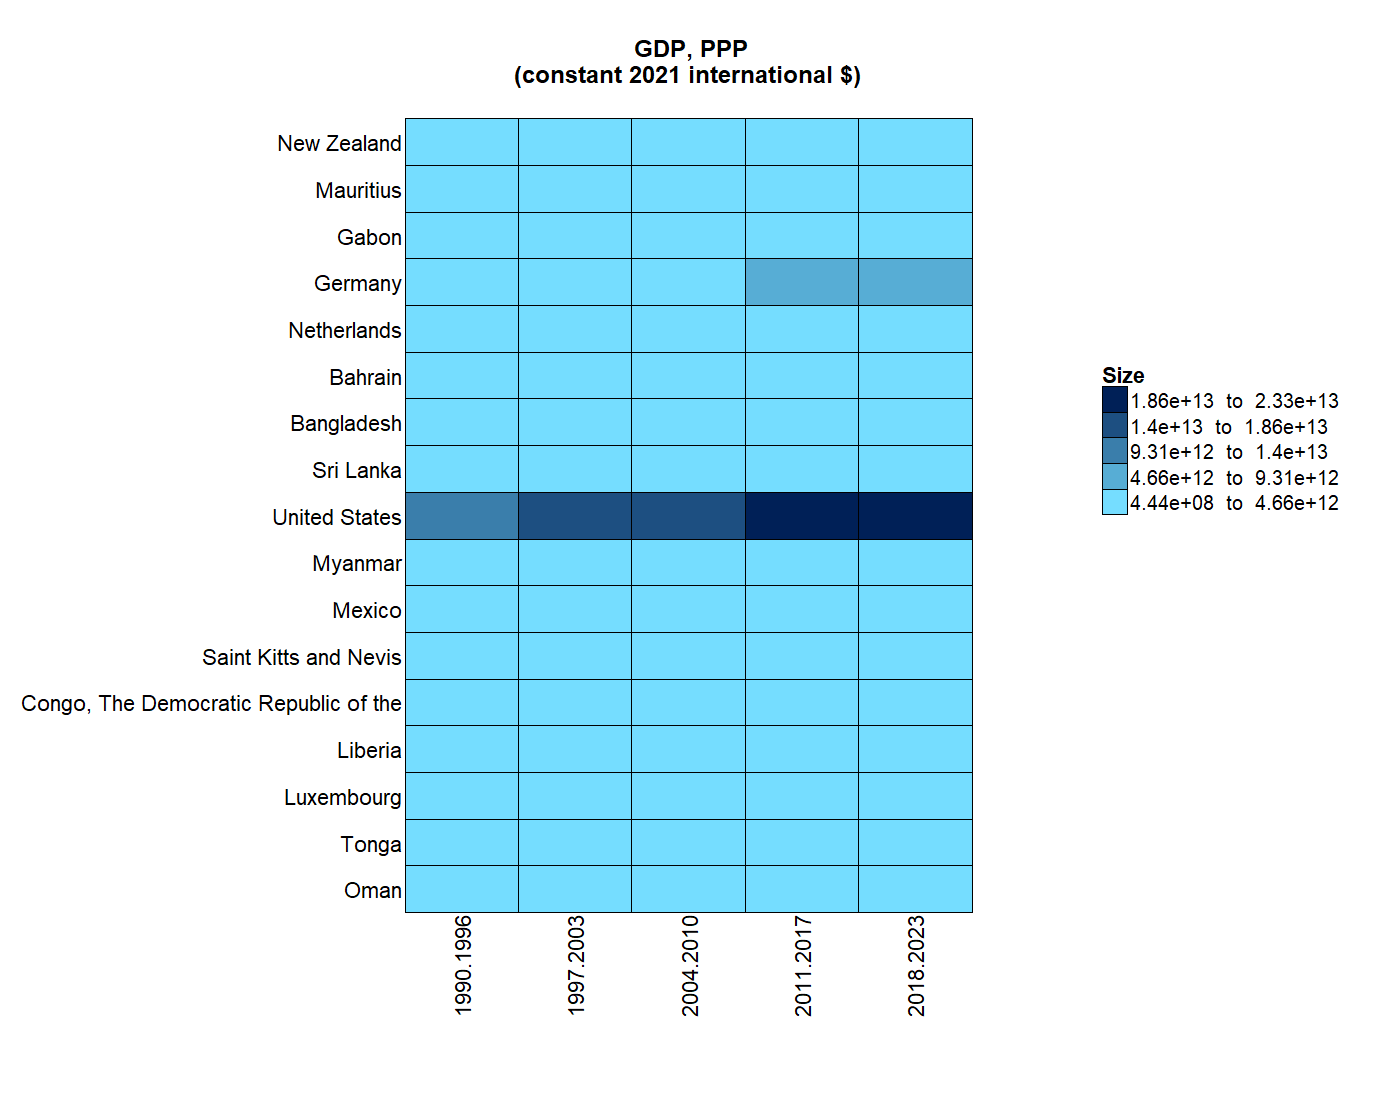 GDP, PPP
(constant 2021 international $)
New Zealand
Mauritius
Gabon
Germany
Netherlands
Bahrain
Bangladesh
Sri Lanka
United States
Myanmar
Mexico
Saint Kitts and Nevis
Congo, The Democratic Republic of the
Liberia
Luxembourg
Tonga
Oman
1990.1996
1997.2003
2004.2010
2011.2017
2018.2023
Size
1.86e+13 to 2.33e+13
1.4e+13 to 1.86e+13
9.31e+12 to 1.4e+13
4.66e+12 to 9.31e+12
4.44e+08 to 4.66e+12